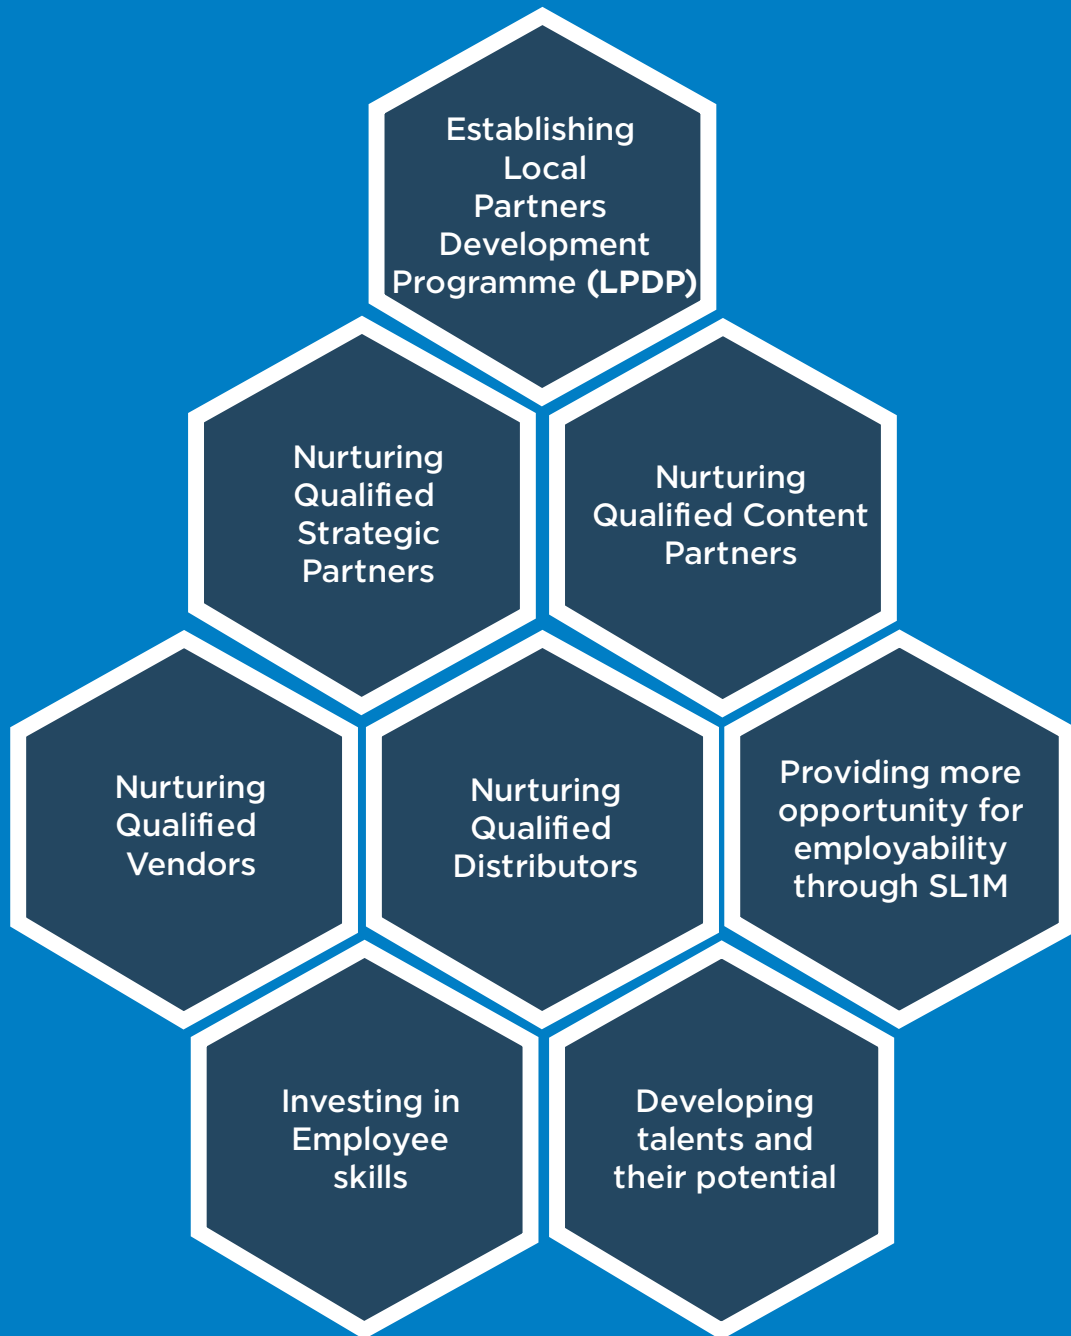 Establishing
Local
Partners
Development
Programme (LPDP)
Nurturing
Qualified
Strategic
Partners
Nurturing
Qualified Content
Partners
Nurturing
Qualified
Vendors
Nurturing
Qualified
Distributors
Providing more
opportunity for
employability
through SL1M
Investing in
Employee
skills
Developing
talents and
their potential